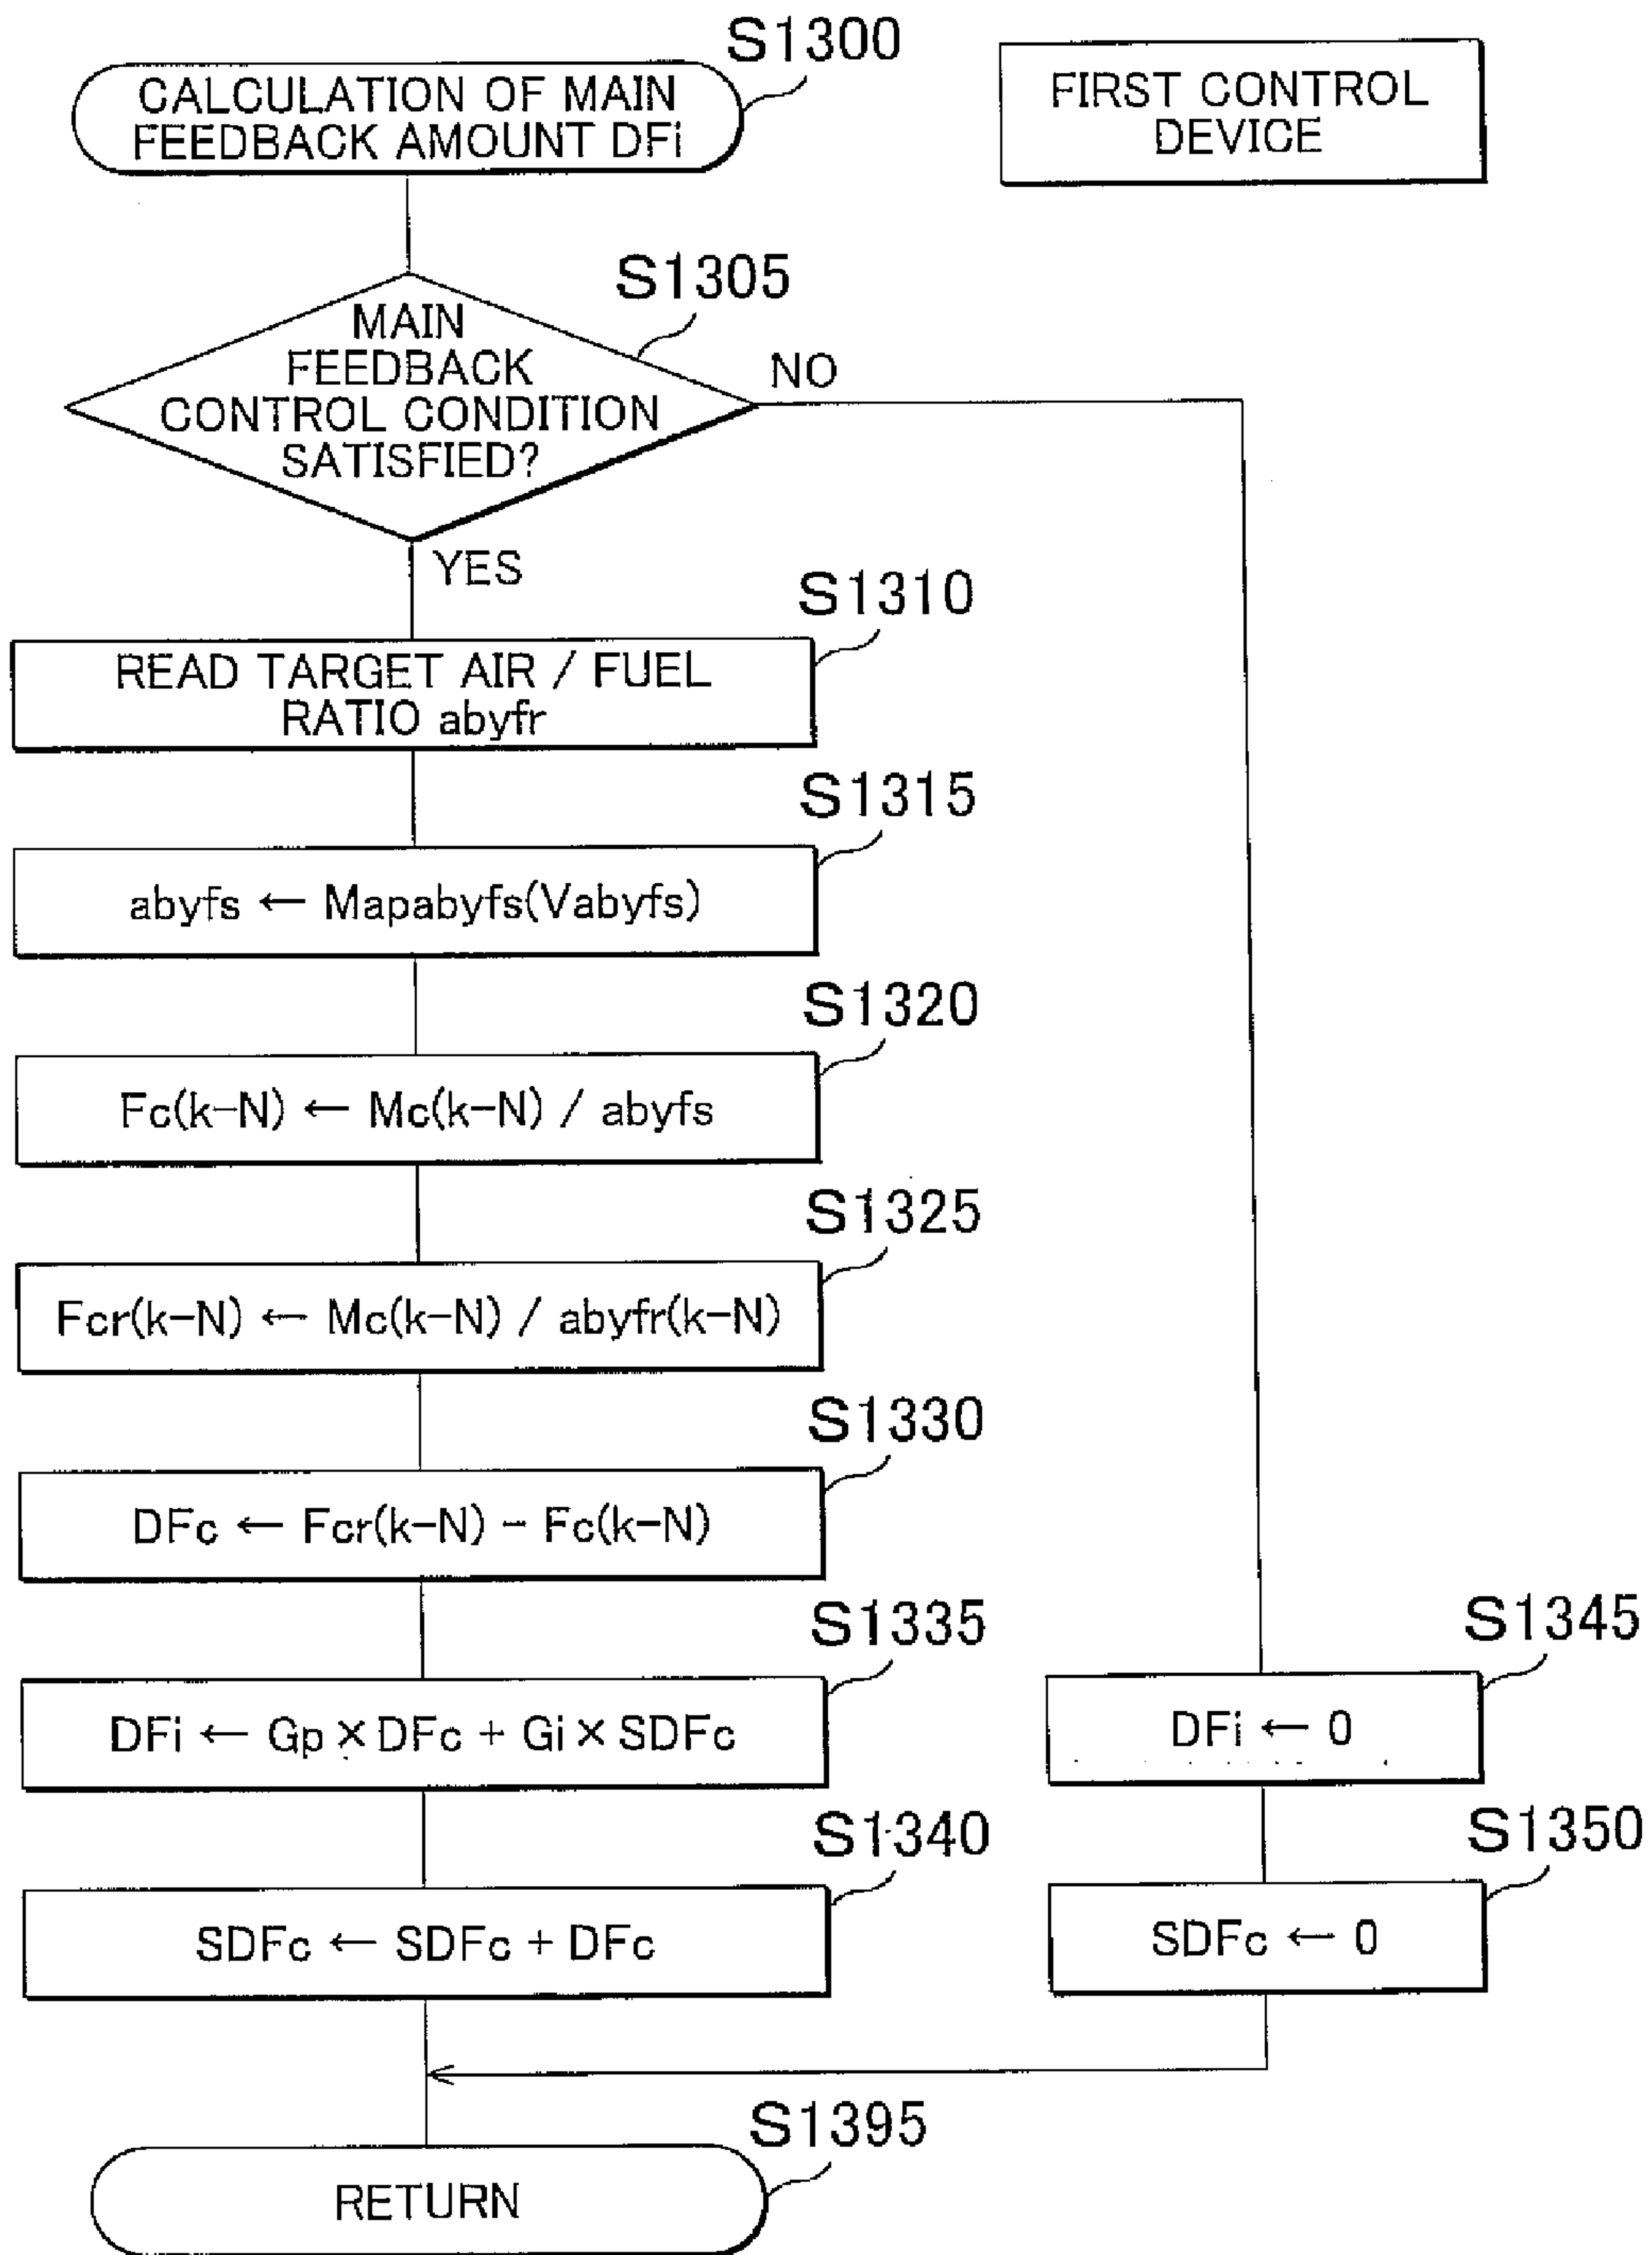 S1300
CALCULATION OF MAIN
FEEDBACK AMOUNT DFi
FIRST CONTROL
DEVICE
S1305
MAIN
FEEDBACK
CONTROL CONDITION
SATISFIED?
NO
YES
S1310
READ TARGET AIR / FUEL
RATIO abyfr
S1315
abyfs ← Mapabyfs(Vabyfs)
S1320
Fc(k-N) ← Mc(k-N) / abyfs
S1325
Fcr(k-N) ← Mc(k-N) / abyfr(k-N)
S1330
DFc ← Fcr(k-N) - Fc(k-N)
S1335
DFi ← Gp × DFc + Gi × SDFc
S1345
DFi ← 0
S1340
SDFc ← SDFc + DFc
S1350
SDFc ← 0
S1395
RETURN